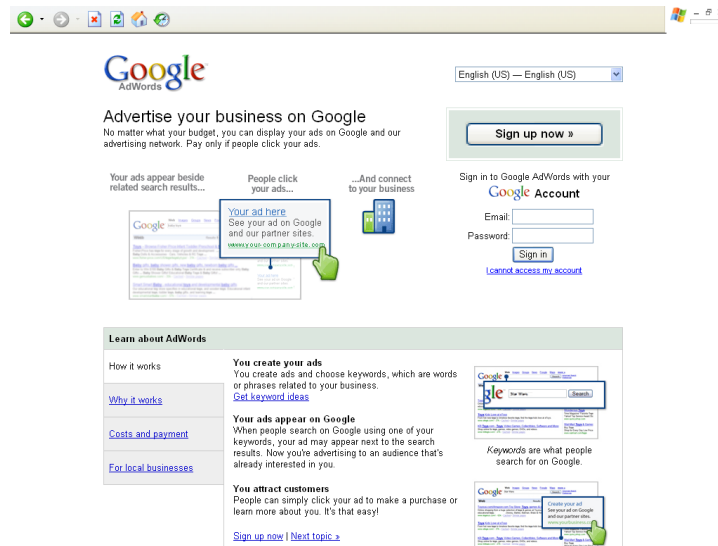 Google
AdWords
English (US) — English (US)
Advertise your business on Google
No matter what your budget, you can display your ads on Google and our
advertising network. Pay only if people click your ads.
Sign up now »
Your ads appear beside
related search results...
People click
your ads...
...And connect
to your business
Google
Your ad here
See your ad on Google
and our partner sites.
www.your-company-site.com
Sign in to Google AdWords with your
Google Account
Email:
Password:
Sign in
I cannot access my account
Learn about AdWords
How it works
Why it works
Costs and payment
For local businesses
You create your ads
You create ads and choose keywords, which are words
or phrases related to your business.
Get keyword ideas
Your ads appear on Google
When people search on Google using one of your
keywords, your ad may appear next to the search
results. Now you're advertising to an audience that's
already interested in you.
You attract customers
People can simply click your ad to make a purchase or
learn more about you. It's that easy!
Sign up now | Next topic »
Google
gle
Search
Keywords are what people
search for on Google.
Google
Create your ad
See your ad on Google
and our partner sites.